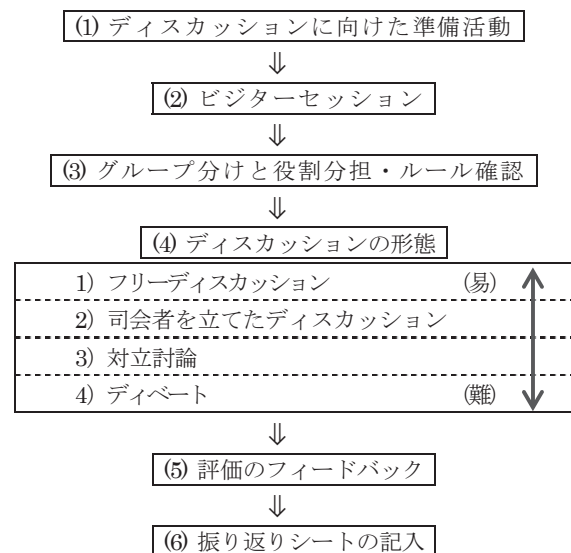 (1) ディスカッションに向けた準備活動
⇓
(2) ビジターセッション
⇓
(3) グループ分けと役割分担・ルール確認
⇓
(4) ディスカッションの形態
1) フリーディスカッション (易)
2) 司会者を立てたディスカッション
3) 対立討論
4) ディベート (難)
⇓
(5) 評価のフィードバック
⇓
(6) 振り返りシートの記入